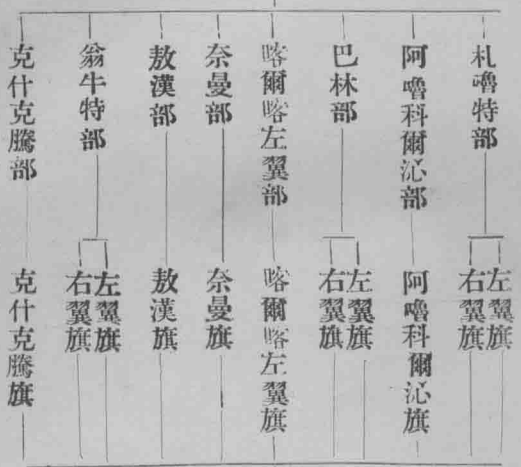 札嚕特部
左翼旗
右翼旗
阿嚕科爾沁部
阿嚕科爾沁旗
巴林部
左翼旗
右翼旗
喀爾喀左翼部
喀爾喀左翼旗
奈曼部
奈曼旗
敖漢部
敖漢旗
翁牛特部
左翼旗
右翼旗
克什克騰部
克什克騰旗